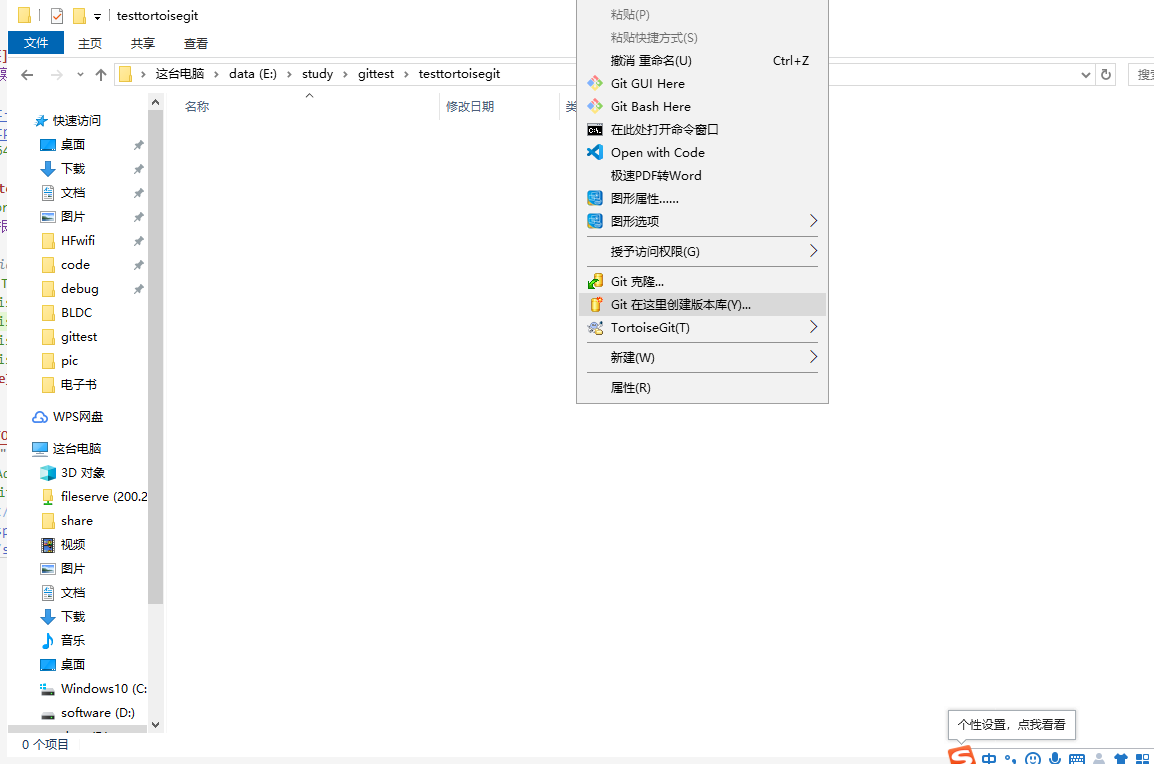 testtortoisegit
文件 主页 共享 查看
这台电脑 data (E:) study gittest testtortoisegit
名称 修改日期
快速访问
桌面
下载
文档
图片
HFwifi
code
debug
BLDC
gittest
pic
电子书
WPS网盘
这台电脑
3D 对象
fileserve (200.2
share
视频
图片
文档
下载
音乐
桌面
Windows10 (C:
software (D:)
0 个项目
粘贴(P)
粘贴快捷方式(S)
撤消 重命名(U) Ctrl+Z
Git GUI Here
Git Bash Here
在此处打开命令窗口
Open with Code
极速PDF转Word
图形属性......
图形选项
授予访问权限(G)
Git 克隆...
Git 在这里创建版本库(Y)...
TortoiseGit(T)
新建(W)
属性(R)
个性设置，点我看看
中